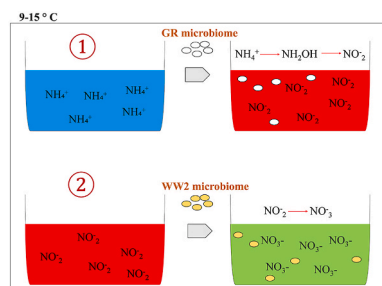 9-15 ° C
① GR microbiome
NH₄⁺ → NH₂OH → NO⁻₂
NH₄⁺ NH₄⁺ NH₄⁺
NH₄⁺ NH₄⁺
NO⁻₂ NO⁻₂
NO⁻₂ NO⁻₂
NO⁻₂
② WW2 microbiome
NO⁻₂ → NO⁻₃
NO⁻₂ NO⁻₂
NO⁻₂ NO⁻₂
NO⁻₂ NO⁻₂
NO₃- NO₃- NO₃-
NO₃- NO₃-